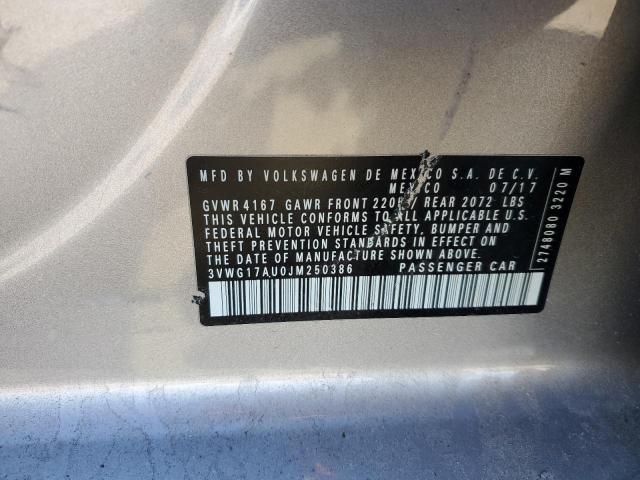 MFD BY VOLKSWAGEN DE MEXICO S.A. DE C.V.
MEXICO 07/17
GVWR 4167 GAWR FRONT REAR 2072 LBS
THIS VEHICLE CONFORMS TO ALL APPLICABLE U.S.
FEDERAL MOTOR VEHICLE SAFETY, BUMPER AND
THEFT PREVENTION STANDARDS IN EFFECT ON
THE DATE OF MANUFACTURE SHOWN ABOVE.
3VWG17AU0JM250386 PASSENGER CAR
2748080 3220 M